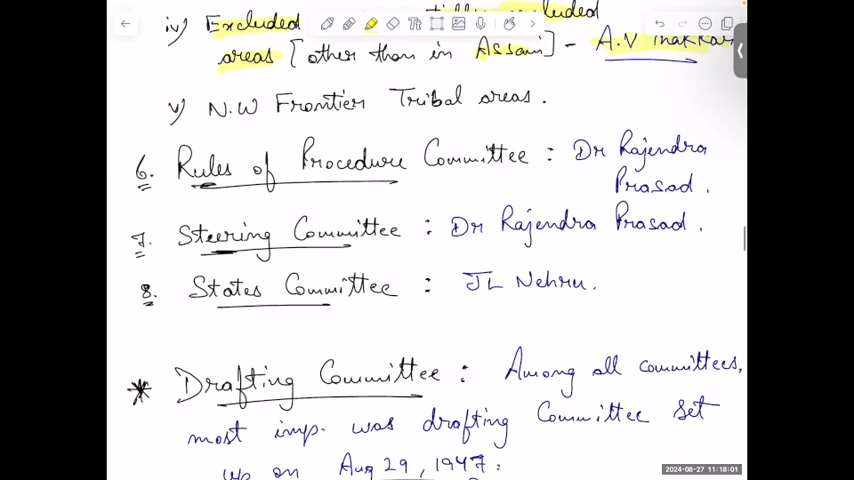 iv) Excluded excluded
areas [other than in Assam] - A.V Thakkar
v) N.W Frontier Tribal areas.
6. Rules of Procedure Committee : Dr Rajendra
Prasad.
7. Steering Committee : Dr Rajendra Prasad.
8. States Committee : JL Nehru.
* Drafting Committee : Among all committees,
most imp. was drafting Committee set
up on Aug 29, 1947.
2024-08-27 11:18:01